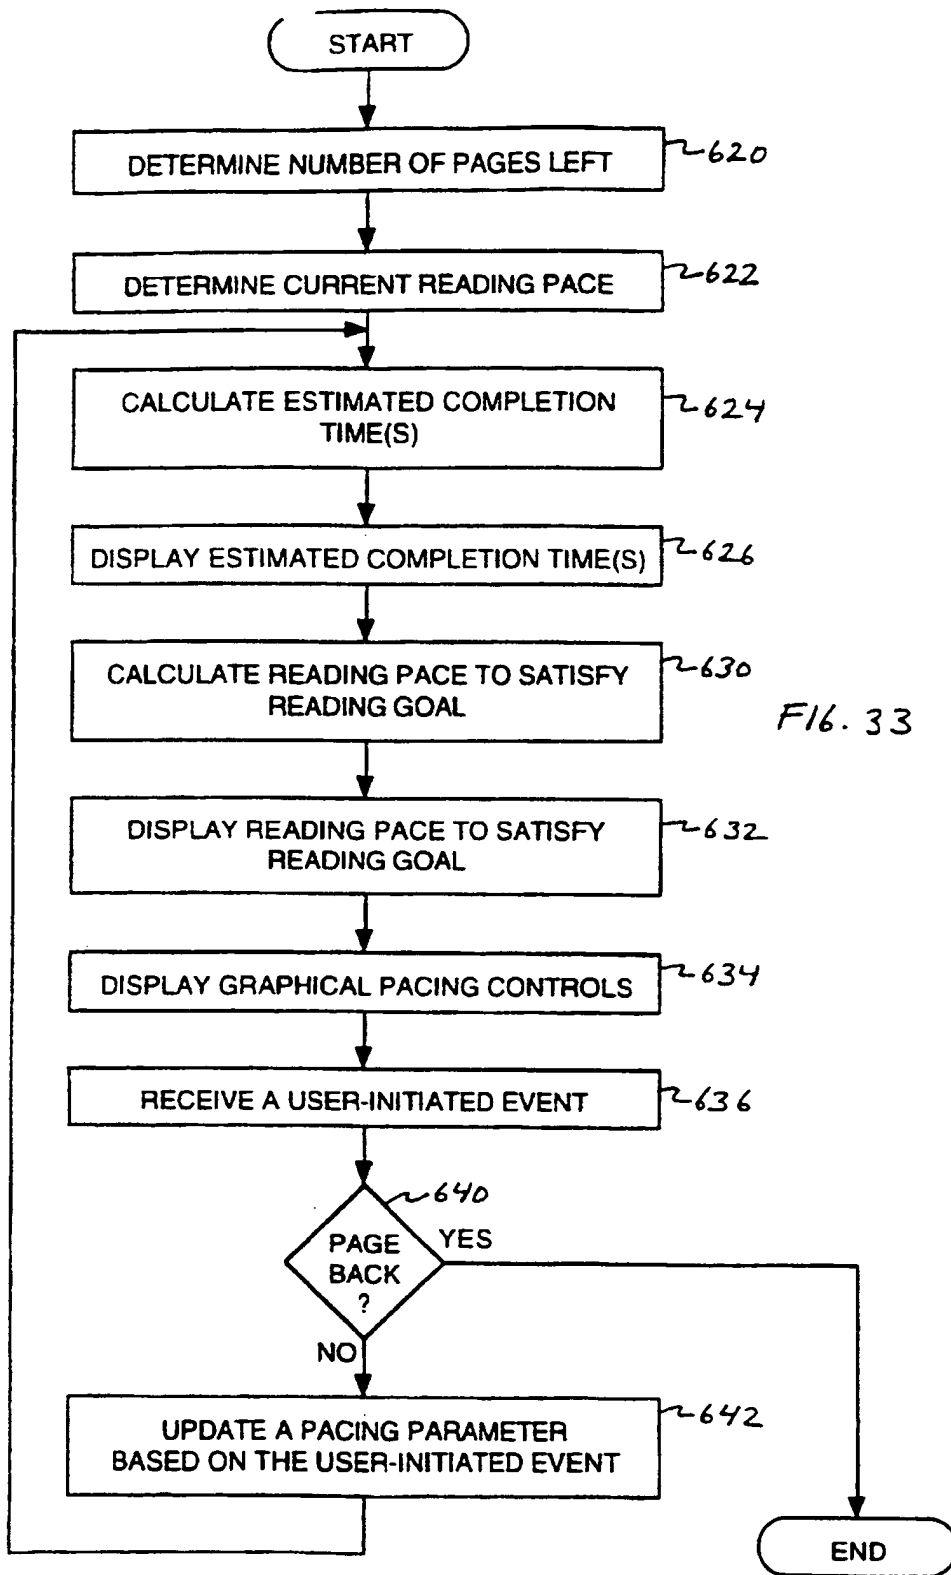 START
DETERMINE NUMBER OF PAGES LEFT
620
DETERMINE CURRENT READING PACE
622
CALCULATE ESTIMATED COMPLETION
TIME(S)
624
DISPLAY ESTIMATED COMPLETION TIME(S)
626
CALCULATE READING PACE TO SATISFY
READING GOAL
630
FIG. 33
DISPLAY READING PACE TO SATISFY
READING GOAL
632
DISPLAY GRAPHICAL PACING CONTROLS
634
RECEIVE A USER-INITIATED EVENT
636
640
PAGE
BACK
?
YES
NO
UPDATE A PACING PARAMETER
BASED ON THE USER-INITIATED EVENT
642
END